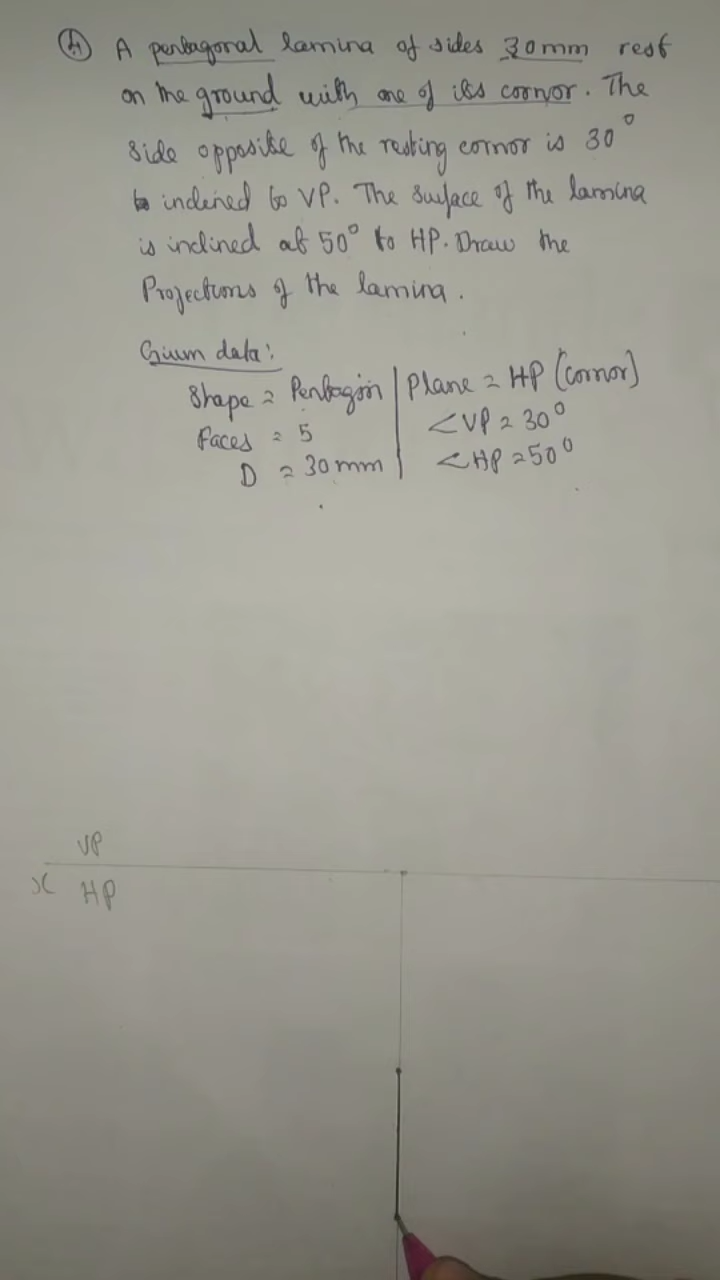 ④ A pentagonal lamina of sides 30mm rest
on the ground with one of its cornor. The
side opposite of the resting cornor is 30°
inclined to VP. The surface of the lamina
is inclined at 50° to HP. Draw the
Projections of the lamina.
Given data:
Shape = Pentagon | Plane = HP (cornor)
Faces = 5 | <VP = 30°
D = 30mm | <HP = 50°
VP
X HP